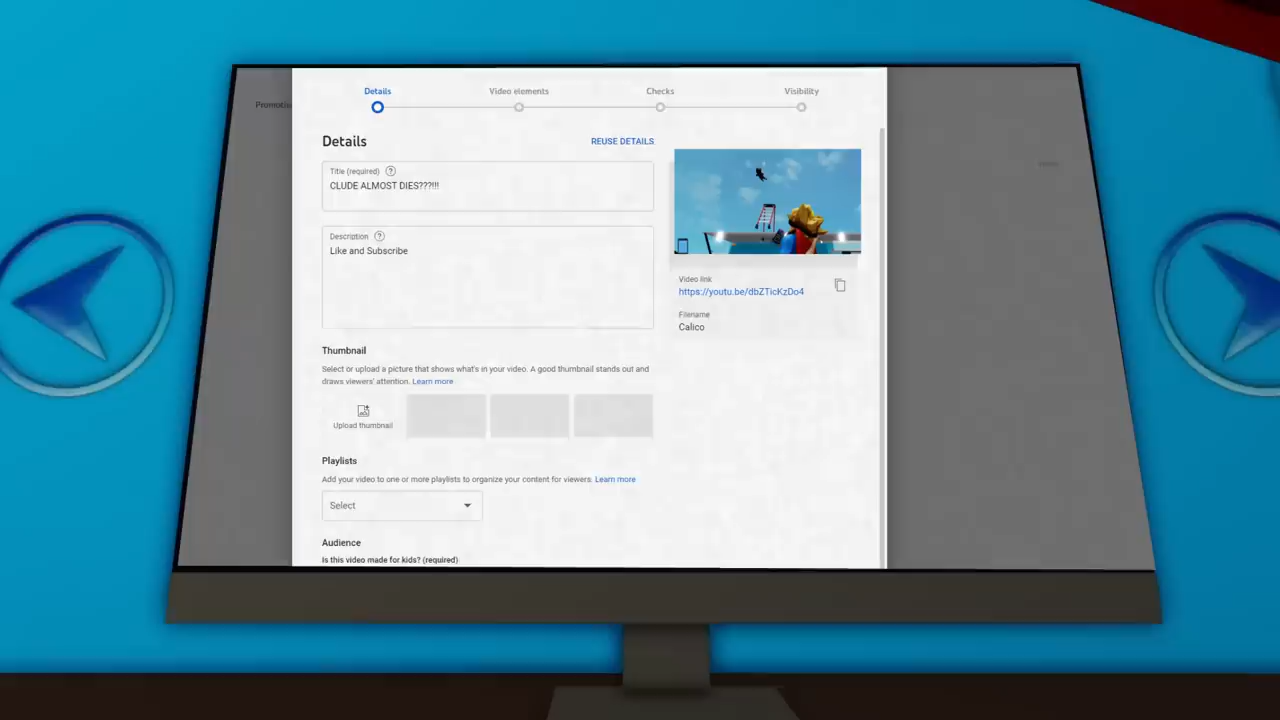 Promotio
Details
Video elements
Checks
Visibility
Details
REUSE DETAILS
Title (required)
CLUDE ALMOST DIES???!!!
Description
Like and Subscribe
Video link
https://youtu.be/dbZTicKzDo4
Filename
Calico
Thumbnail
Select or upload a picture that shows what's in your video. A good thumbnail stands out and
draws viewers' attention. Learn more
Upload thumbnail
Playlists
Add your video to one or more playlists to organize your content for viewers. Learn more
Select
Audience
Is this video made for kids? (required)